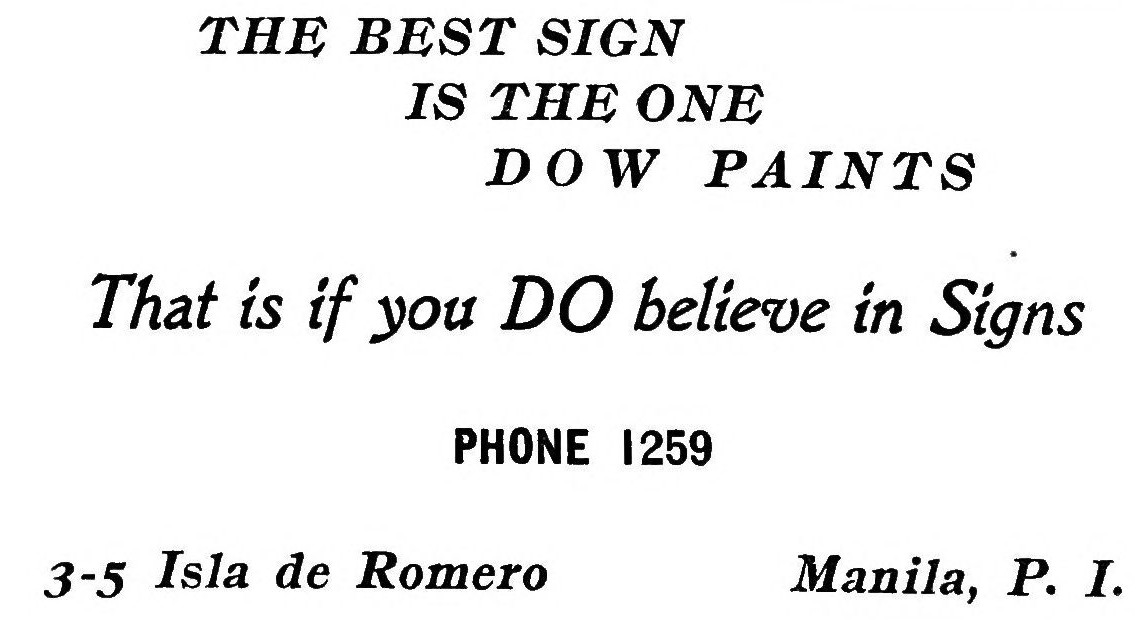 THE BEST SIGN
IS THE ONE
DOW PAINTS
That is if you DO believe in Signs
PHONE 1259
3-5 Isla de Romero Manila, P. I.